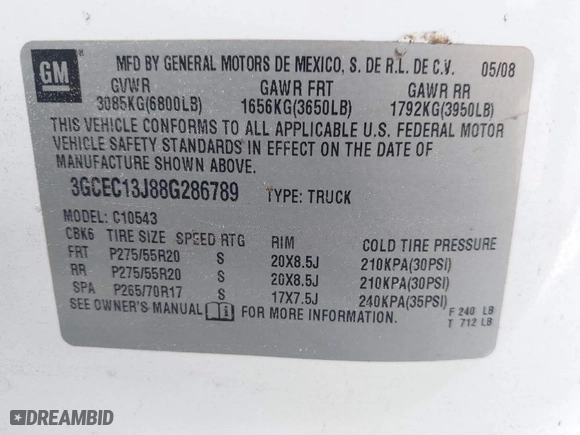 GM
MFD BY GENERAL MOTORS DE MEXICO, S. DE R.L. DE C.V. 05/08
GVWR GAWR FRT GAWR RR
3085KG(6800LB) 1656KG(3650LB) 1792KG(3950LB)
THIS VEHICLE CONFORMS TO ALL APPLICABLE U.S. FEDERAL MOTOR
VEHICLE SAFETY STANDARDS IN EFFECT ON THE DATE OF
MANUFACTURE SHOWN ABOVE.
3GCEC13J88G286789 TYPE: TRUCK
MODEL: C10543
CBK6 TIRE SIZE SPEED RTG RIM COLD TIRE PRESSURE
FRT P275/55R20 S 20X8.5J 210KPA(30PSI)
RR P275/55R20 S 20X8.5J 210KPA(30PSI)
SPA P265/70R17 S 17X7.5J 240KPA(35PSI)
SEE OWNER'S MANUAL i FOR MORE INFORMATION. F 240 LB
T 712 LB
DREAMBID